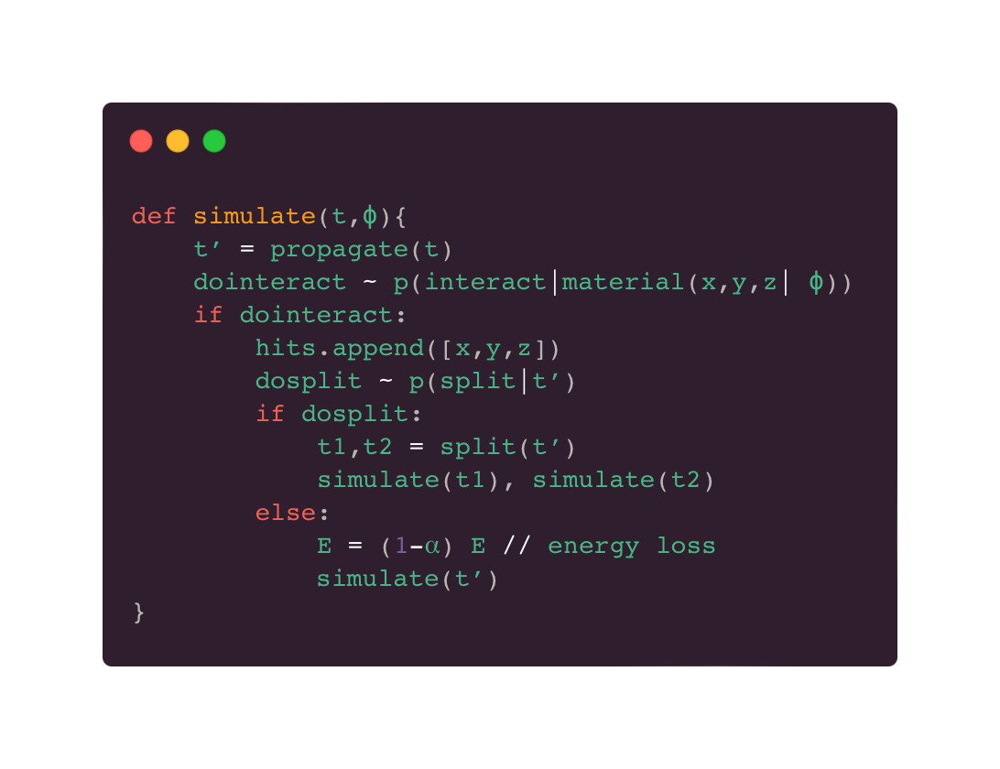 def simulate(t,ϕ){
    t′ = propagate(t)
    dointeract ~ p(interact|material(x,y,z| ϕ))
    if dointeract:
        hits.append([x,y,z])
        dosplit ~ p(split|t′)
        if dosplit:
            t1,t2 = split(t′)
            simulate(t1), simulate(t2)
        else:
            E = (1-α) E // energy loss
            simulate(t′)
}